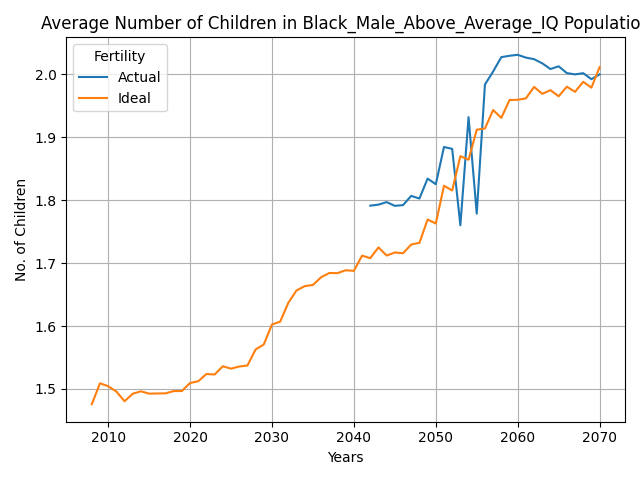 Average Number of Children in Black_Male_Above_Average_IQ Populatio
Fertility
Actual
Ideal
2.0
1.9
1.8
1.7
1.6
1.5
No. of Children
2010 2020 2030 2040 2050 2060 2070
Years